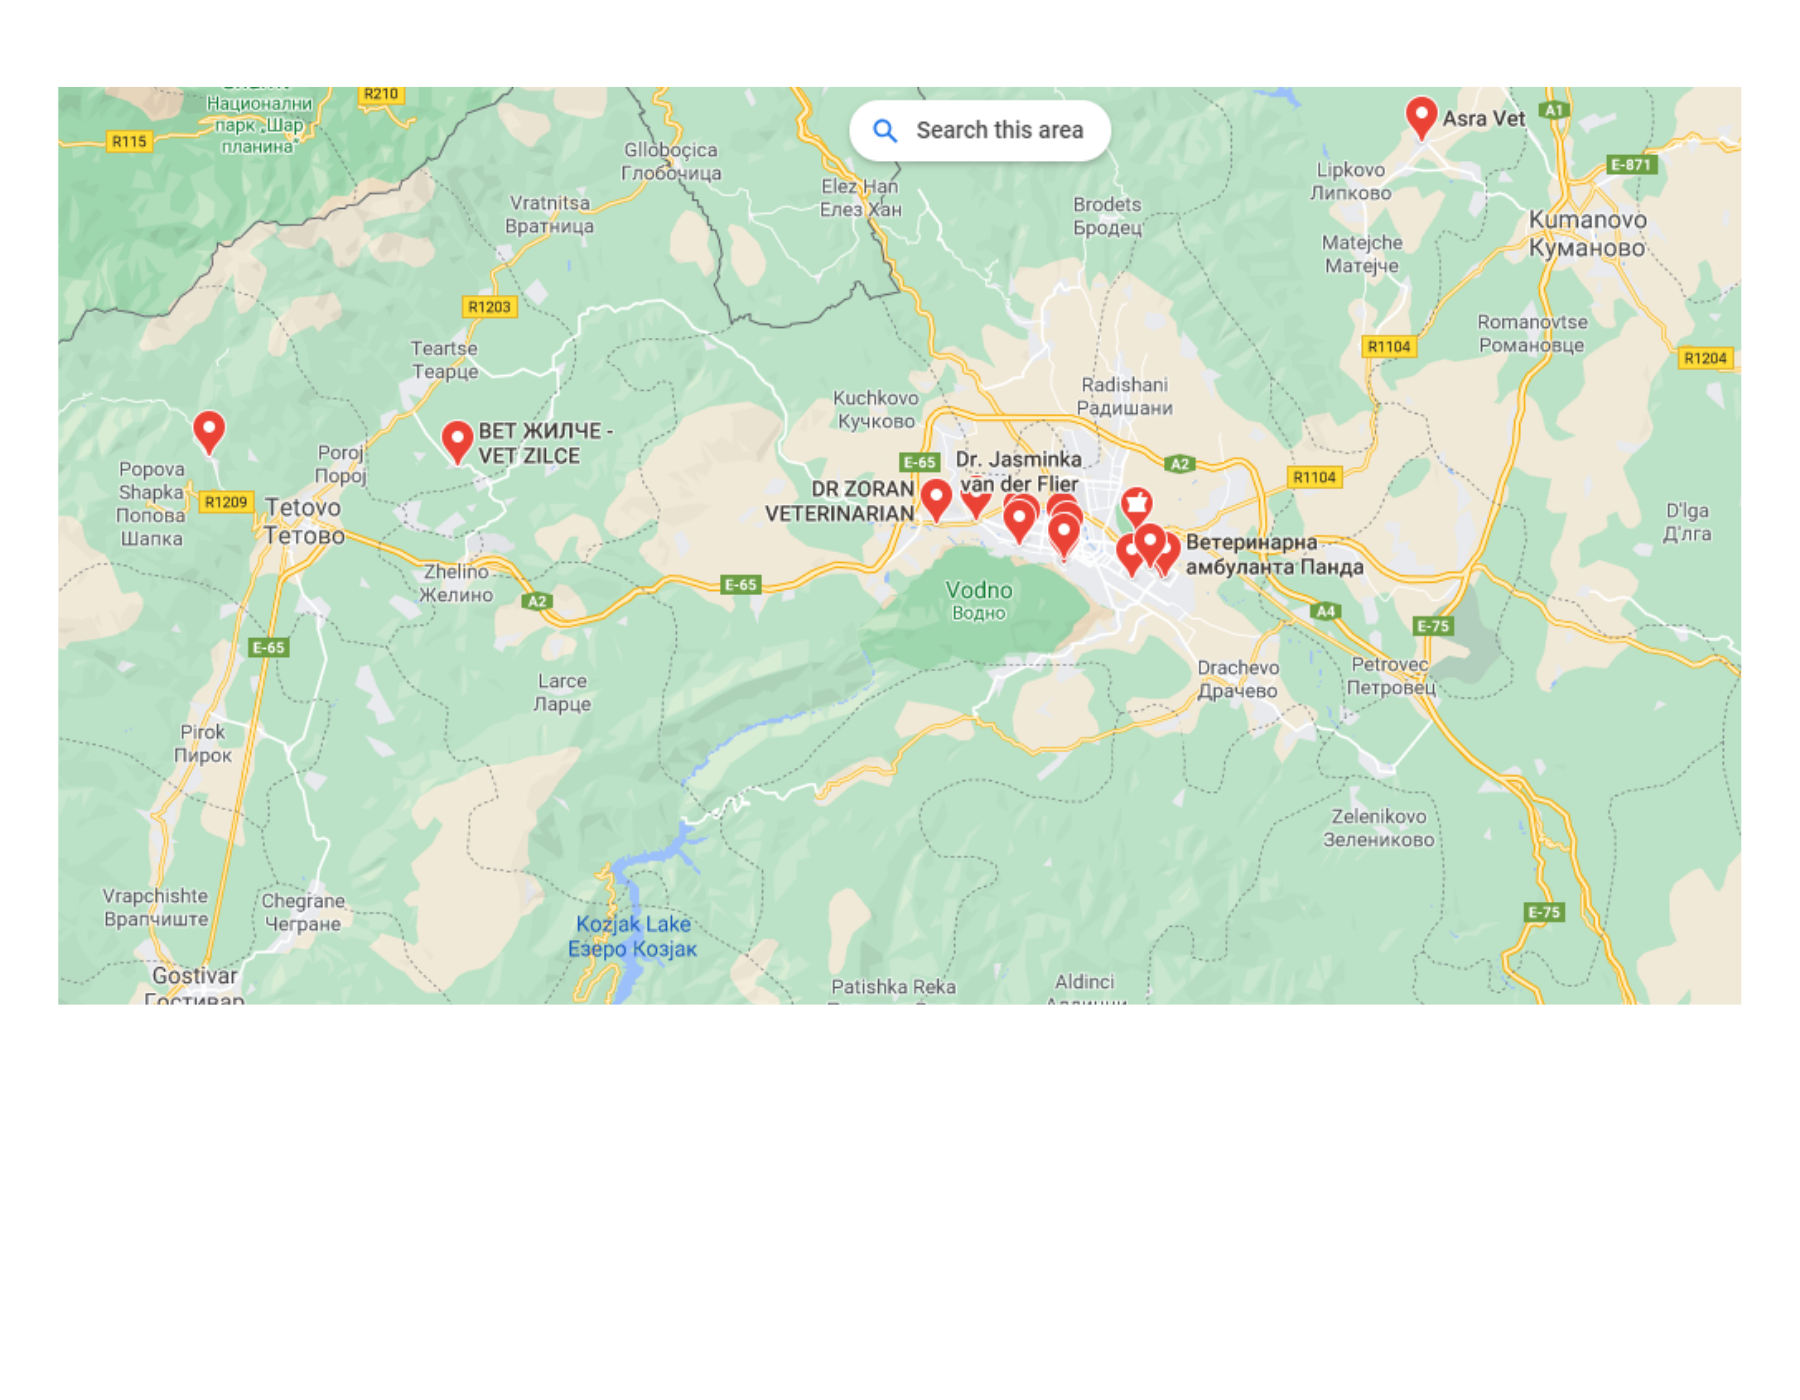 R210
Национални
парк „Шар
планина“
R115
Search this area
Asra Vet
A1
E-871
Glloboçica
Глобочица
Elez Han
Елез Хан
Lipkovo
Липково
Vratnitsa
Вратница
Brodets
Бродец
Kumanovo
Куманово
Matejche
Матејче
R1203
Romanovtse
Романовце
Teartse
Теарце
R1104
R1204
Kuchkovo
Кучково
Radishani
Радишани
ВЕТ ЖИЛЧЕ -
VET ZILCE
Poroj
Пороj
Popova
Shapka
Попова
Шапка
R1209
Tetovo
Тетово
E-65
Dr. Jasminka
van der Flier
A2
R1104
DR ZORAN
VETERINARIAN
D'lga
Д'лга
Ветеринарна
амбуланта Панда
Zhelino
Желино
A2
E-65
Vodno
Водно
A4
E-75
E-65
Larce
Ларце
Drachevo
Драчево
Petrovec
Петровец
Pirok
Пирок
Zelenikovo
Зелениково
Vrapchishte
Врапчиште
Chegrane
Чегране
Kozjak Lake
Езеро Козјак
E-75
Gostivar
Гостивар
Patishka Reka
Aldinci